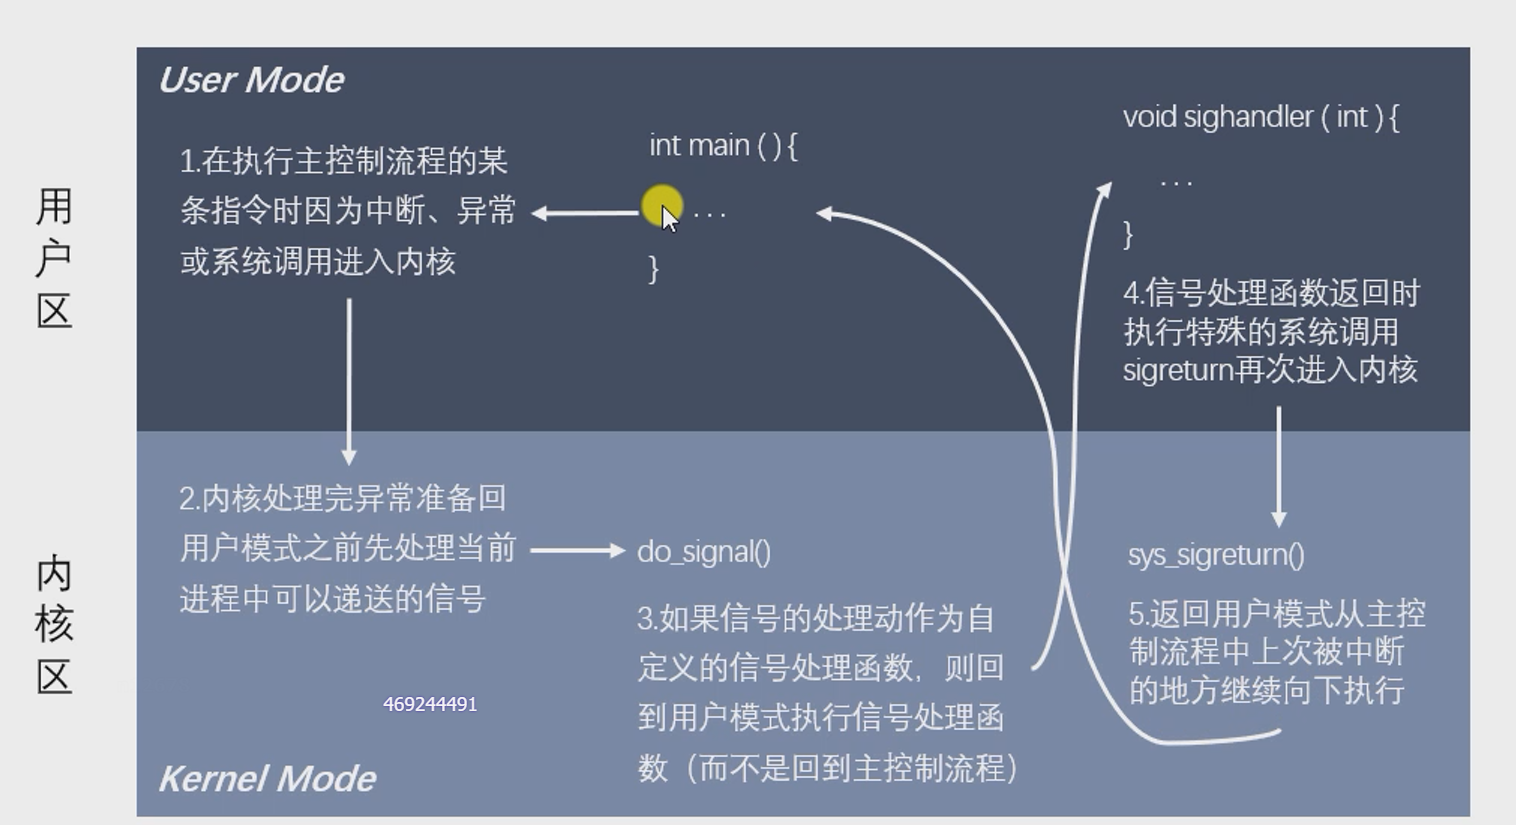 User Mode
用户区
1.在执行主控制流程的某
条指令时因为中断、异常
或系统调用进入内核
int main ( ) {
. . .
}
void sighandler ( int ) {
. . .
}
4.信号处理函数返回时
执行特殊的系统调用
sigreturn再次进入内核
内核区
2.内核处理完异常准备回
用户模式之前先处理当前
进程中可以递送的信号
do_signal()
3.如果信号的处理动作为自
定义的信号处理函数，则回
到用户模式执行信号处理函
数（而不是回到主控制流程）
sys_sigreturn()
5.返回用户模式从主控
制流程中上次被中断
的地方继续向下执行
469244491
Kernel Mode